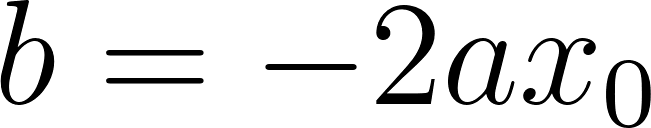 b = −2ax₀